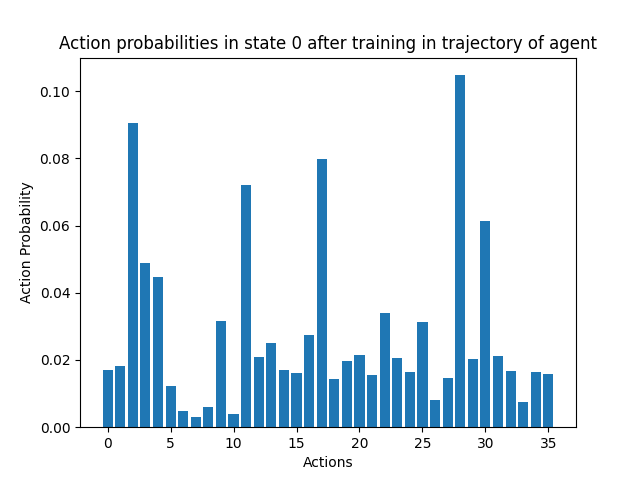 Action probabilities in state 0 after training in trajectory of agent
0.10
0.08
0.06
0.04
0.02
0.00
Action Probability
0 5 10 15 20 25 30 35
Actions